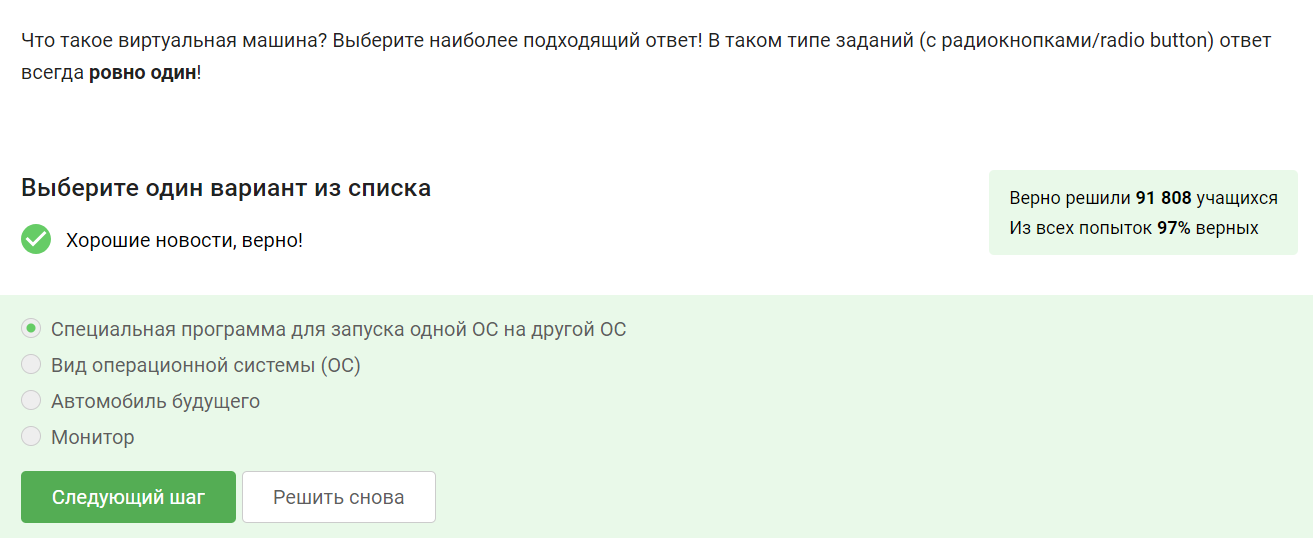 Что такое виртуальная машина? Выберите наиболее подходящий ответ! В таком типе заданий (с радиокнопками/radio button) ответ
всегда ровно один!
Выберите один вариант из списка
Хорошие новости, верно!
Верно решили 91 808 учащихся
Из всех попыток 97% верных
Специальная программа для запуска одной ОС на другой ОС
Вид операционной системы (ОС)
Автомобиль будущего
Монитор
Следующий шаг
Решить снова